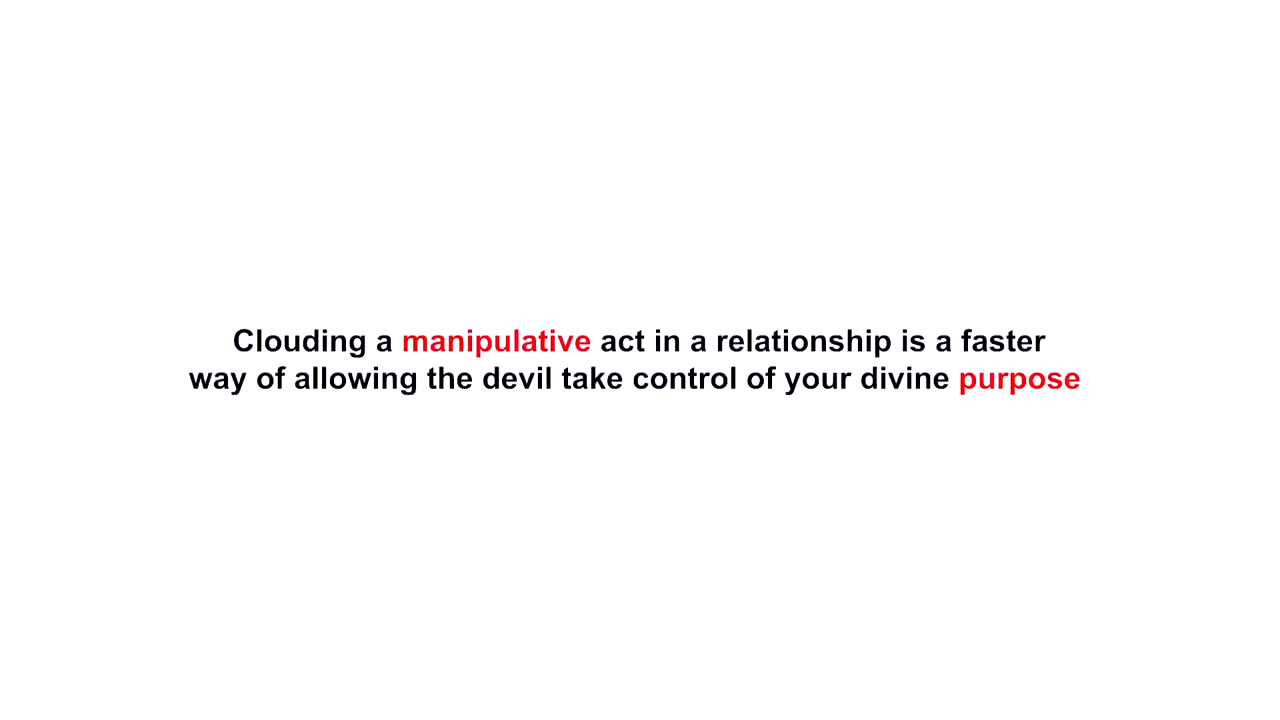 Clouding a manipulative act in a relationship is a faster
way of allowing the devil take control of your divine purpose